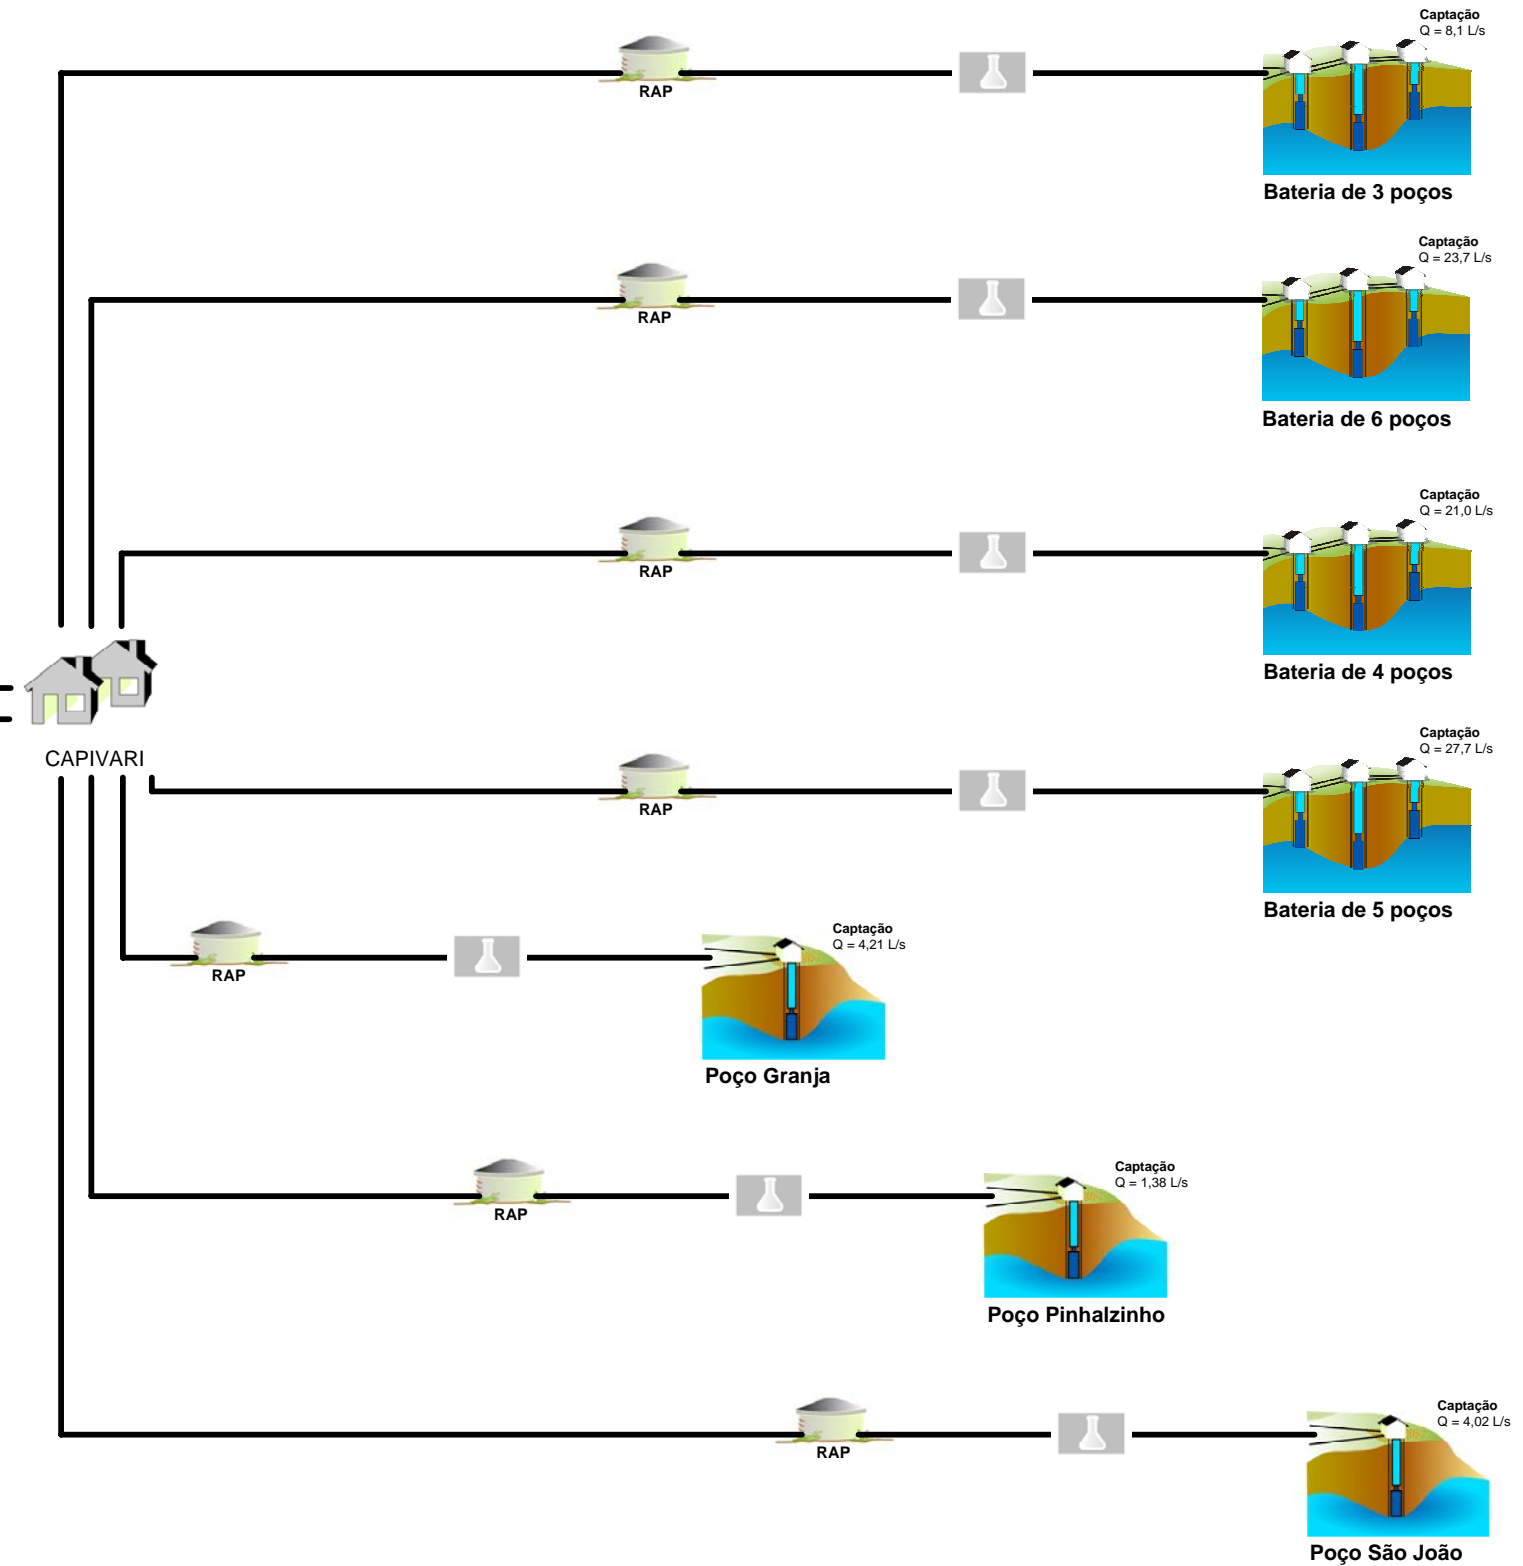 Captação
Q = 8,1 L/s
RAP
Bateria de 3 poços
Captação
Q = 23,7 L/s
RAP
Bateria de 6 poços
Captação
Q = 21,0 L/s
RAP
Bateria de 4 poços
Captação
Q = 27,7 L/s
CAPIVARI
RAP
Bateria de 5 poços
Captação
Q = 4,21 L/s
RAP
Poço Granja
Captação
Q = 1,38 L/s
RAP
Poço Pinhalzinho
Captação
Q = 4,02 L/s
RAP
Poço São João